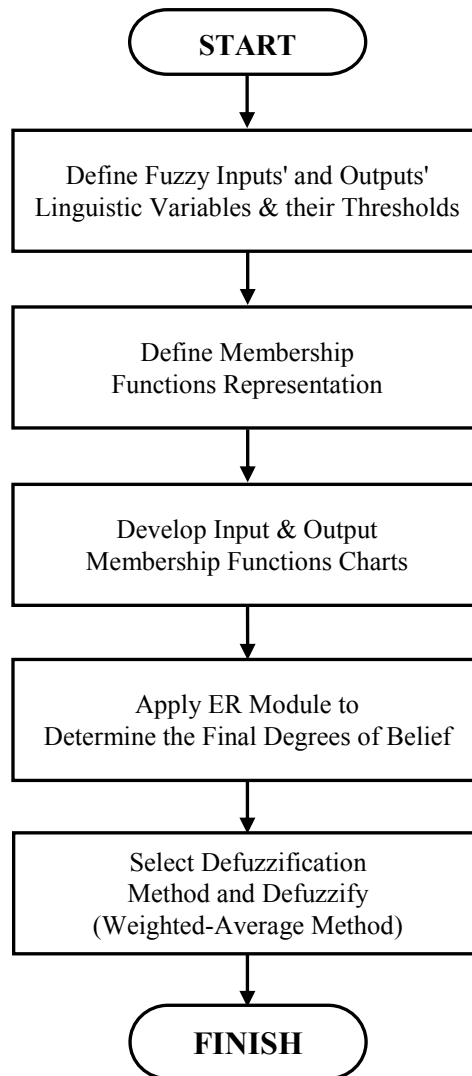 START
Define Fuzzy Inputs' and Outputs'
Linguistic Variables & their Thresholds
Define Membership
Functions Representation
Develop Input & Output
Membership Functions Charts
Apply ER Module to
Determine the Final Degrees of Belief
Select Defuzzification
Method and Defuzzify
(Weighted-Average Method)
FINISH